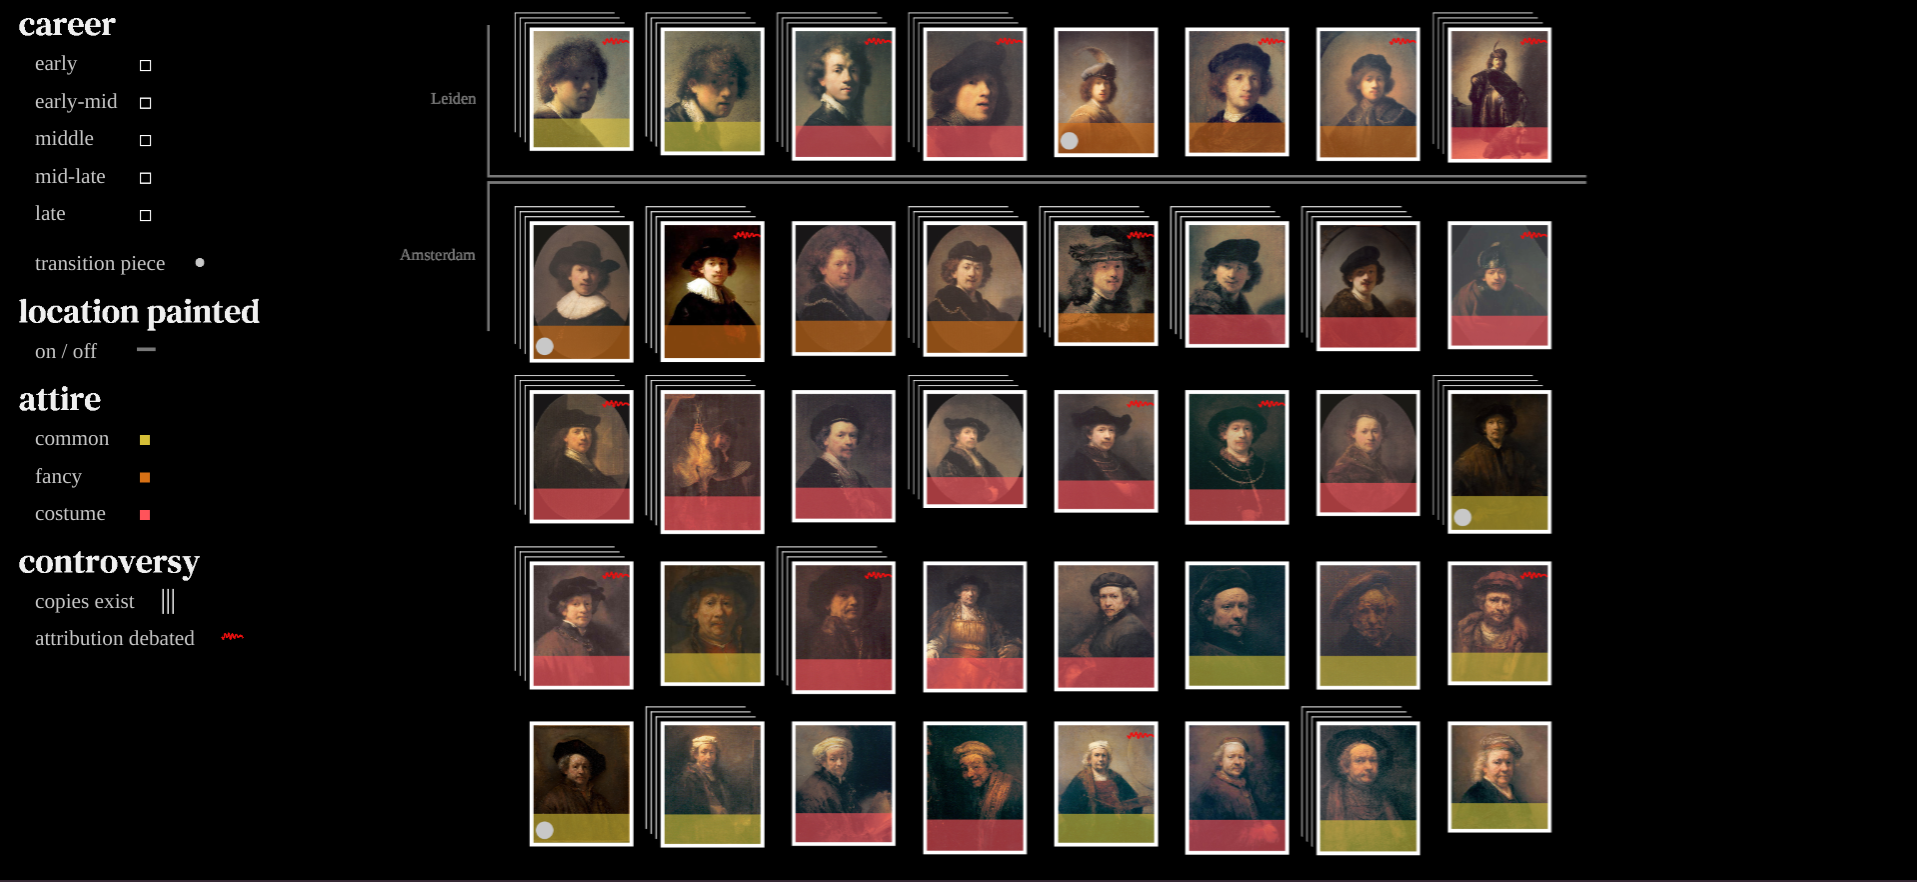 career
early
early-mid
middle
mid-late
late
transition piece
location painted
on / off
attire
common
fancy
costume
controversy
copies exist
attribution debated
Leiden
Amsterdam